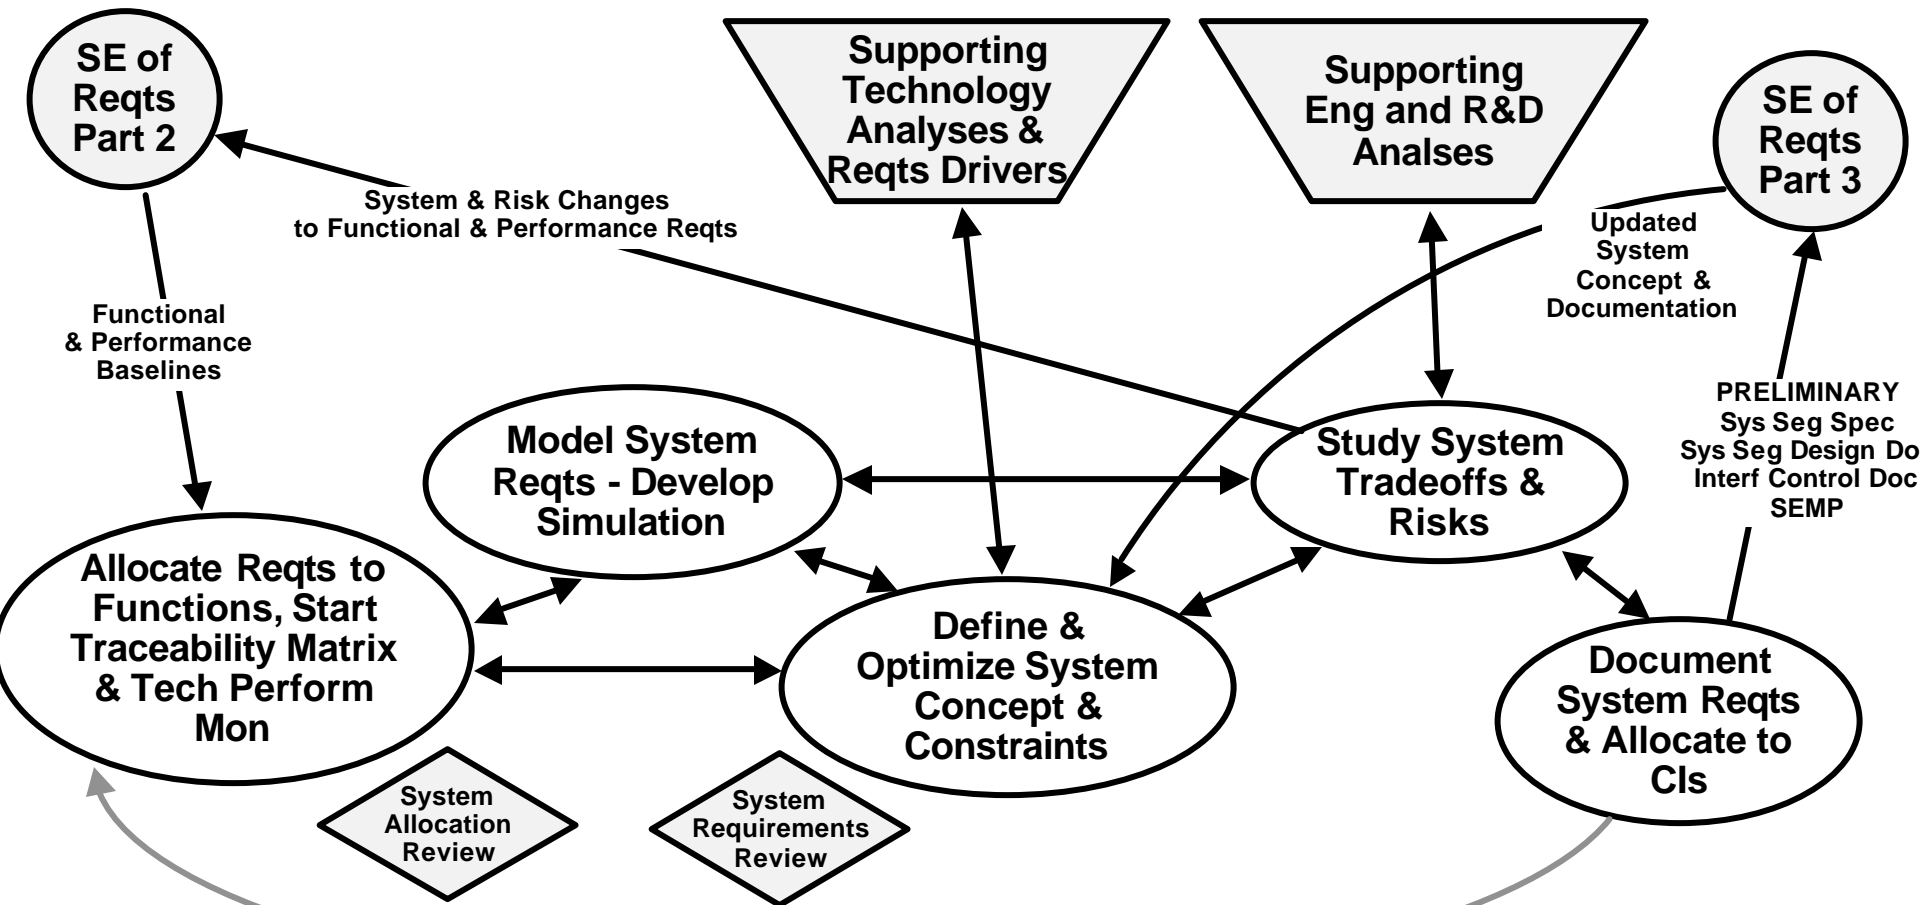 SE of
Reqts
Part 2
Supporting
Technology
Analyses &
Reqts Drivers
Supporting
Eng and R&D
Analses
SE of
Reqts
Part 3
System & Risk Changes
to Functional & Performance Reqts
Updated
System
Concept &
Documentation
Functional
& Performance
Baselines
PRELIMINARY
Sys Seg Spec
Sys Seg Design Do
Interf Control Doc
SEMP
Model System
Reqts - Develop
Simulation
Study System
Tradeoffs &
Risks
Allocate Reqts to
Functions, Start
Traceability Matrix
& Tech Perform
Mon
Define &
Optimize System
Concept &
Constraints
Document
System Reqts
& Allocate to
CIs
System
Allocation
Review
System
Requirements
Review